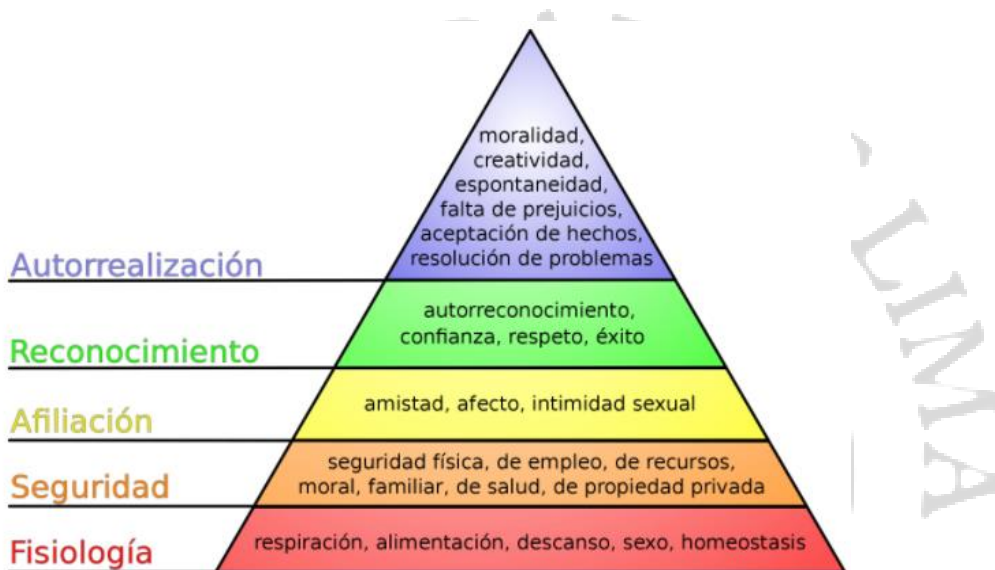 moralidad,
creatividad,
espontaneidad,
falta de prejuicios,
aceptación de hechos,
resolución de problemas
Autorrealización
autorreconocimiento,
confianza, respeto, éxito
Reconocimiento
amistad, afecto, intimidad sexual
Afiliación
seguridad física, de empleo, de recursos,
moral, familiar, de salud, de propiedad privada
Seguridad
respiración, alimentación, descanso, sexo, homeostasis
Fisiología
LIMA